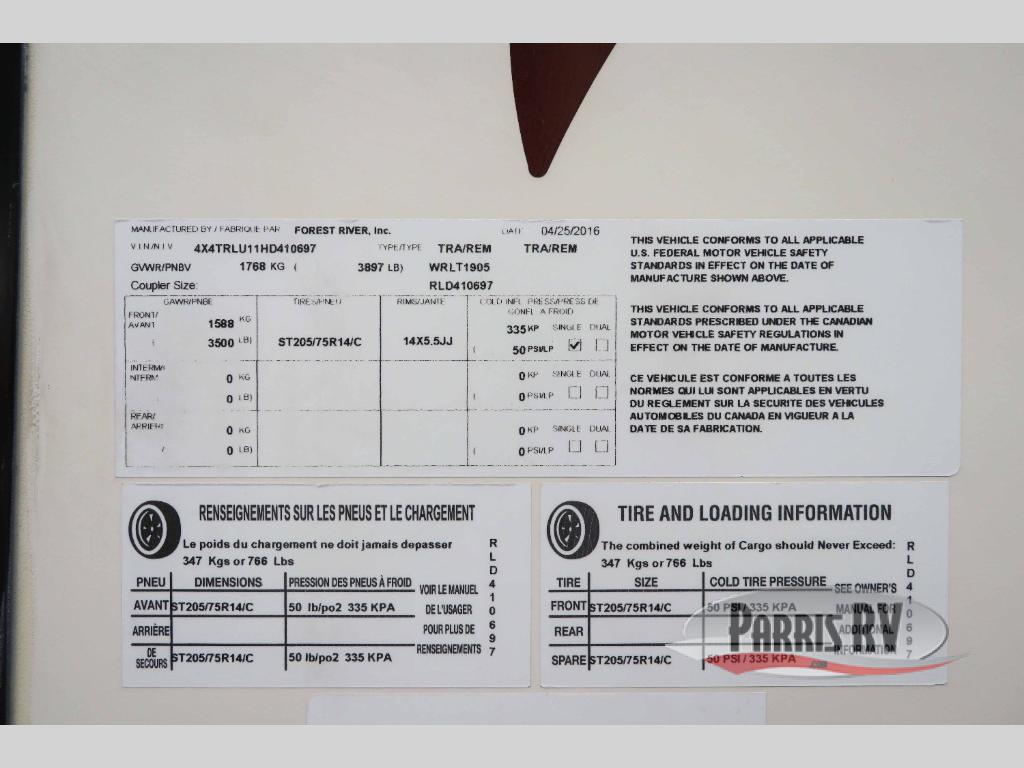 MANUFACTURED BY / FABRIQUE PAR FOREST RIVER, Inc. DATE 04/25/2016
VIN/NIV 4X4TRLU11HD410697 TYPE/TYPE TRA/REM TRA/REM
GVWR/PNBV 1768 KG ( 3897 LB) WRLT1905
Coupler Size: RLD410697
GAWR/PNBE TIRES/PNEU RIMS/JANTE COLD INFL PRESS/PRESS DE
GONFL A FROID
FRONT/
AVANT 1588 KG 335 KP SINGLE DUAL
( 3500 LB) ST205/75R14/C 14X5.5JJ ( 50 PSI/LP
INTERM/
INTERM 0 KG 0 KP SINGLE DUAL
( 0 LB) ( 0 PSI/LP
REAR/
ARRIERE 0 KG 0 KP SINGLE DUAL
/ 0 LB) ( 0 PSI/LP
THIS VEHICLE CONFORMS TO ALL APPLICABLE
U.S. FEDERAL MOTOR VEHICLE SAFETY
STANDARDS IN EFFECT ON THE DATE OF
MANUFACTURE SHOWN ABOVE.
THIS VEHICLE CONFORMS TO ALL APPLICABLE
STANDARDS PRESCRIBED UNDER THE CANADIAN
MOTOR VEHICLE SAFETY REGULATIONS IN
EFFECT ON THE DATE OF MANUFACTURE.
CE VEHICULE EST CONFORME A TOUTES LES
NORMES QUI LUI SONT APPLICABLES EN VERTU
DU REGLEMENT SUR LA SECURITE DES VEHICULES
AUTOMOBILES DU CANADA EN VIGUEUR A LA
DATE DE SA FABRICATION.
RENSEIGNEMENTS SUR LES PNEUS ET LE CHARGEMENT
Le poids du chargement ne doit jamais depasser
347 Kgs or 766 Lbs
PNEU DIMENSIONS PRESSION DES PNEUS À FROID
AVANT ST205/75R14/C 50 lb/po2 335 KPA
ARRIÈRE
DE
SECOURS ST205/75R14/C 50 lb/po2 335 KPA
VOIR LE MANUEL
DE L'USAGER
POUR PLUS DE
RENSEIGNEMENTS
RLD410697
TIRE AND LOADING INFORMATION
The combined weight of Cargo should Never Exceed:
347 Kgs or 766 Lbs
TIRE SIZE COLD TIRE PRESSURE
FRONT ST205/75R14/C 50 PSI / 335 KPA
REAR
SPARE ST205/75R14/C 50 PSI / 335 KPA
SEE OWNER'S
MANUAL FOR
ADDITIONAL
INFORMATION
RLD410697
PARRIS RV
.com